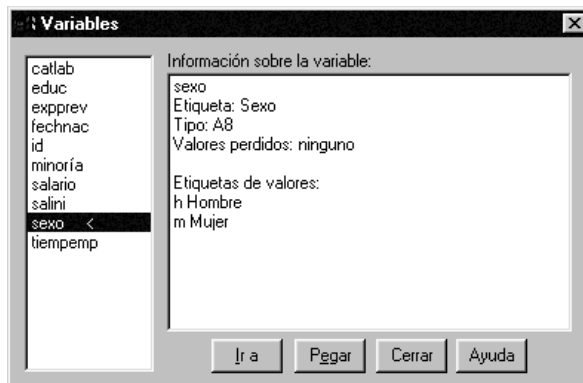 Variables
catlab
educ
expprev
fechnac
id
minoría
salario
salini
sexo <
tiempemp
Información sobre la variable:
sexo
Etiqueta: Sexo
Tipo: A8
Valores perdidos: ninguno
Etiquetas de valores:
h Hombre
m Mujer
Ir a
Pegar
Cerrar
Ayuda